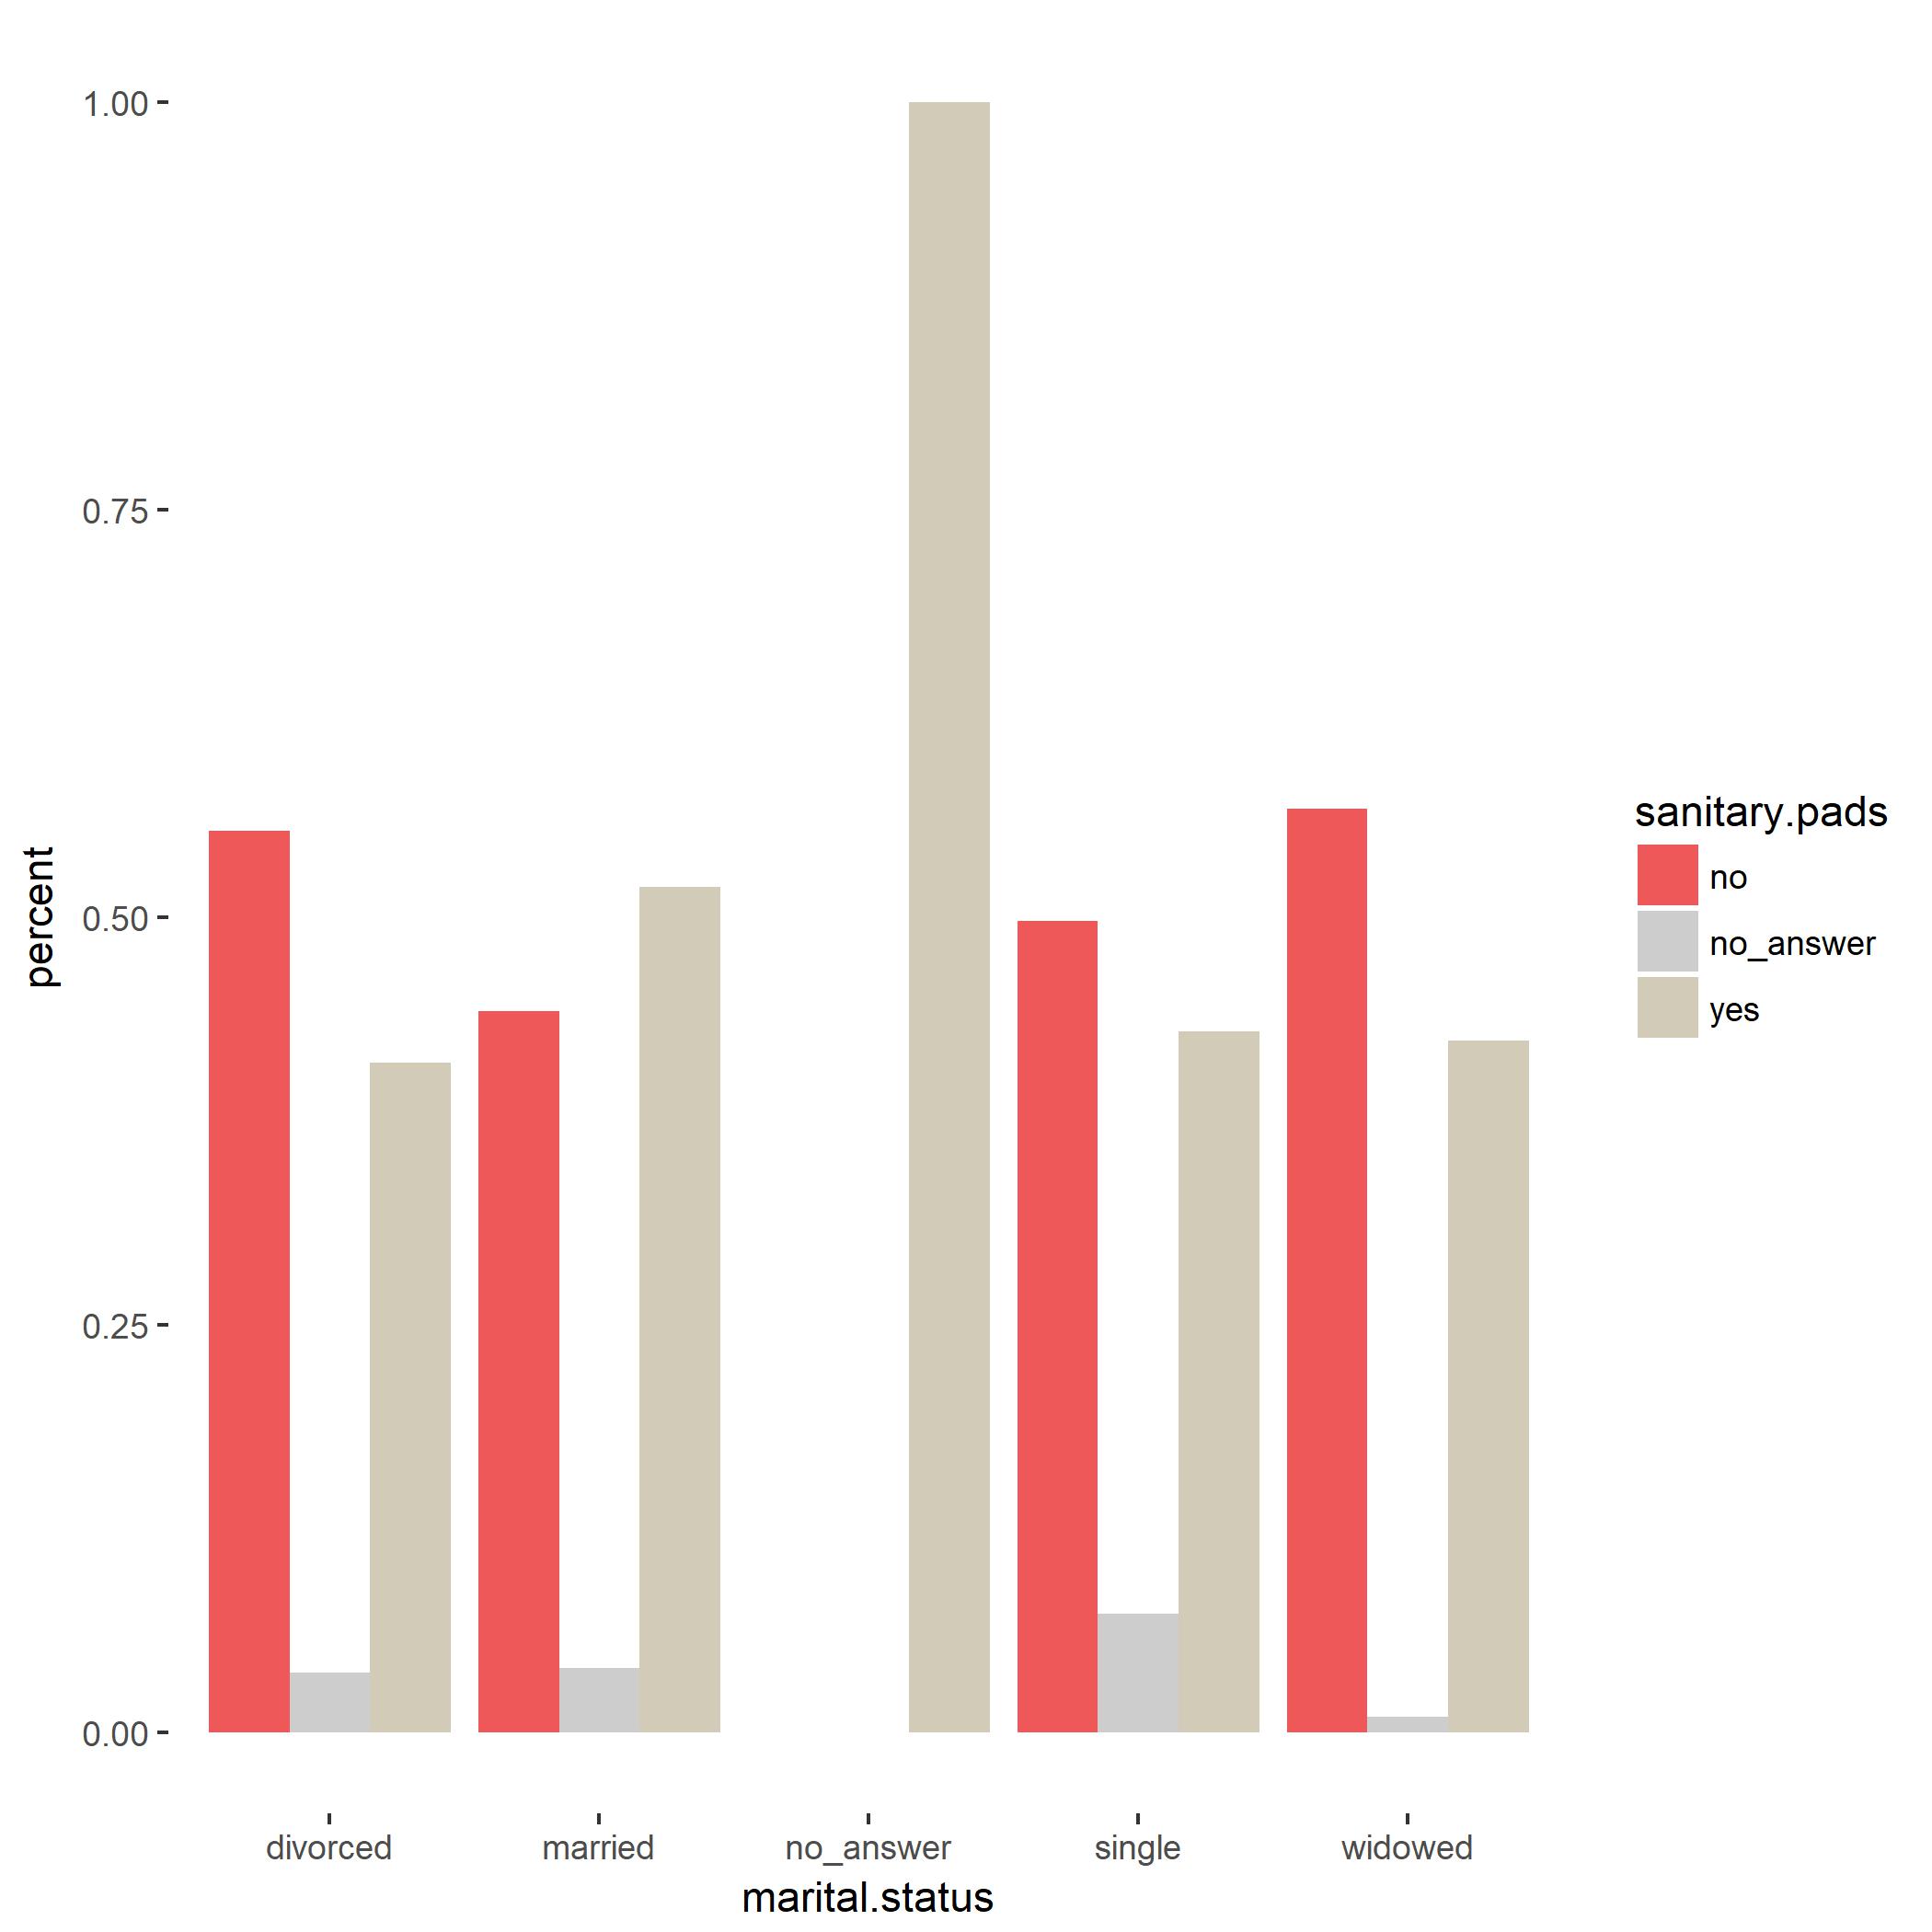 1.00
0.75
0.50
0.25
0.00
percent
divorced married no_answer single widowed
marital.status
sanitary.pads
no
no_answer
yes